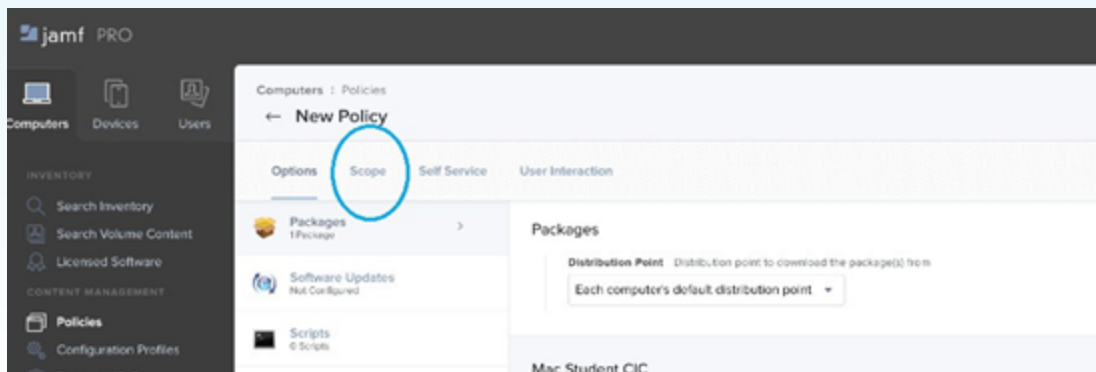 jamf PRO
Computers Devices Users
INVENTORY
Search Inventory
Search Volume Content
Licensed Software
CONTENT MANAGEMENT
Policies
Configuration Profiles
Computers : Policies
← New Policy
Options Scope Self Service User Interaction
Packages
1 Package
Software Updates
Not Configured
Scripts
0 Scripts
Packages
Distribution Point Distribution point to download the package(s) from
Each computer's default distribution point
Mac Student CIC